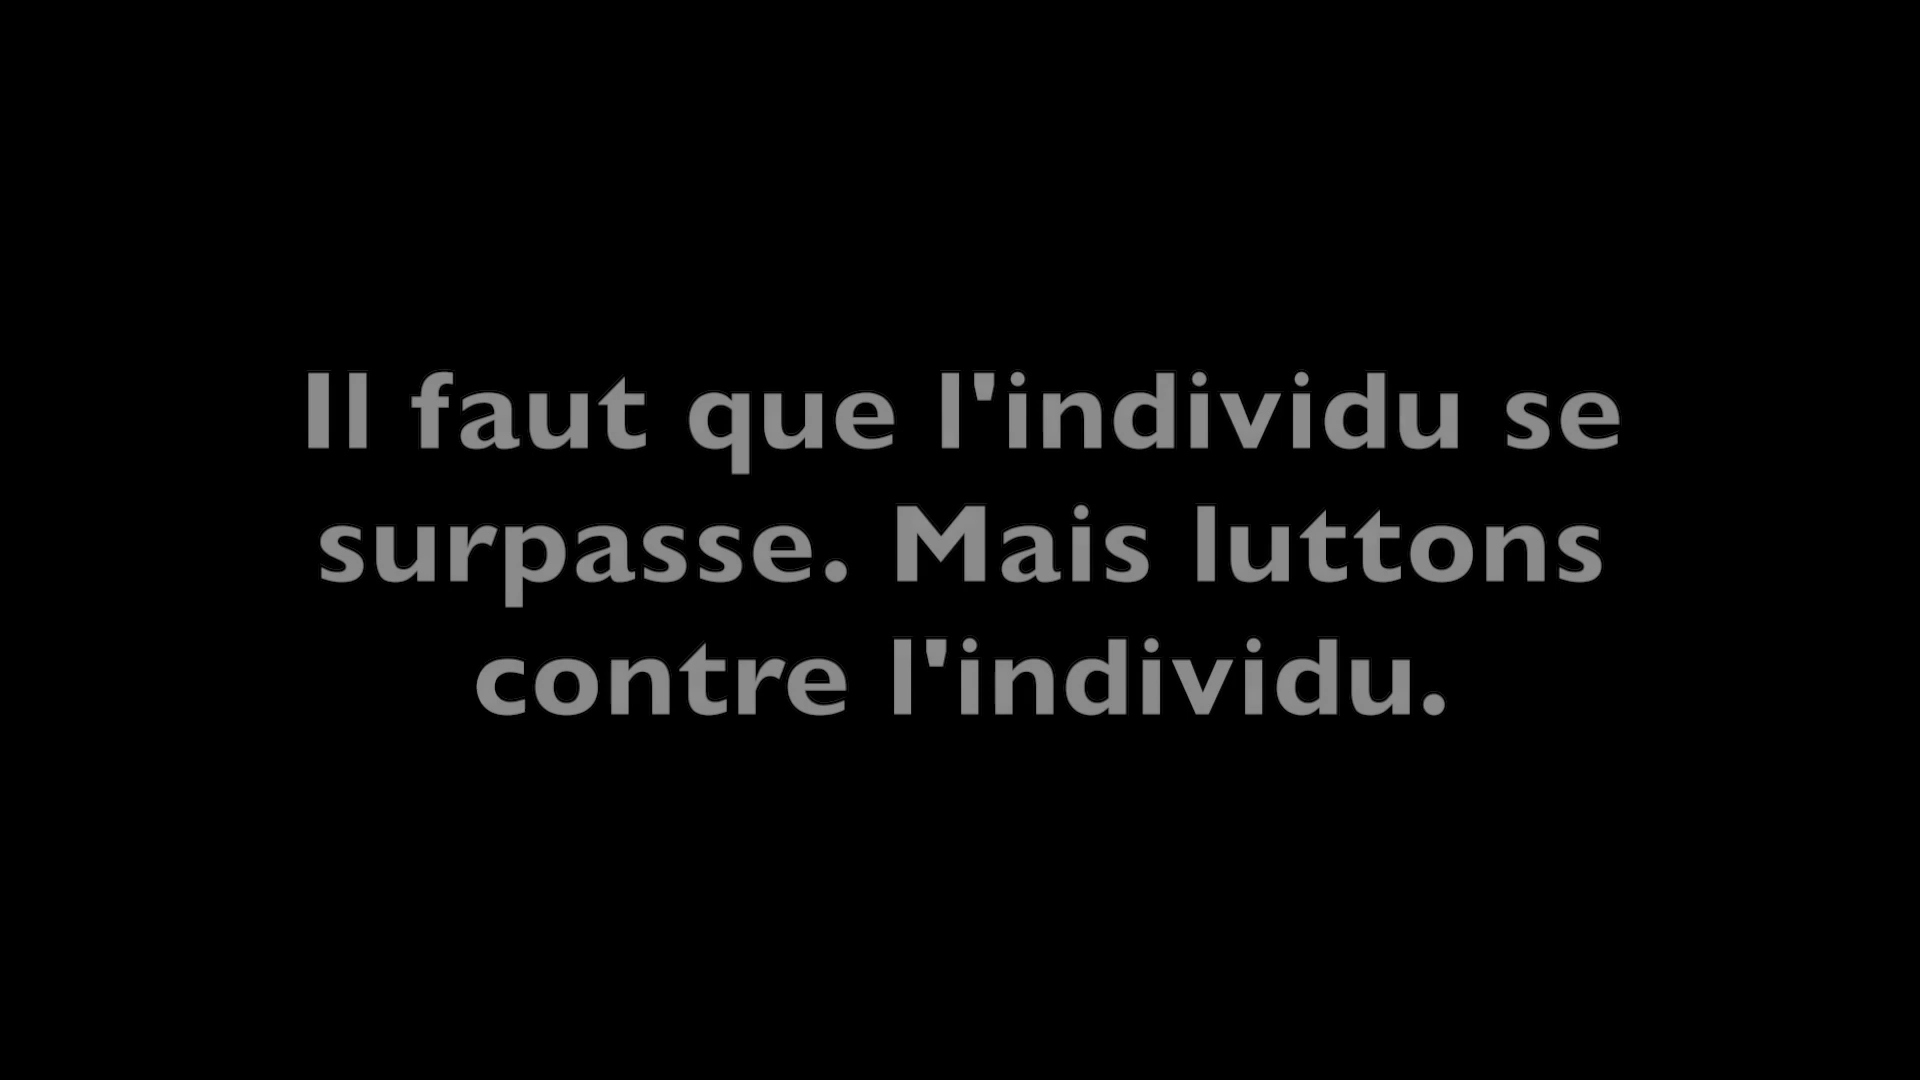 Il faut que l'individu se
surpasse. Mais luttons
contre l'individu.